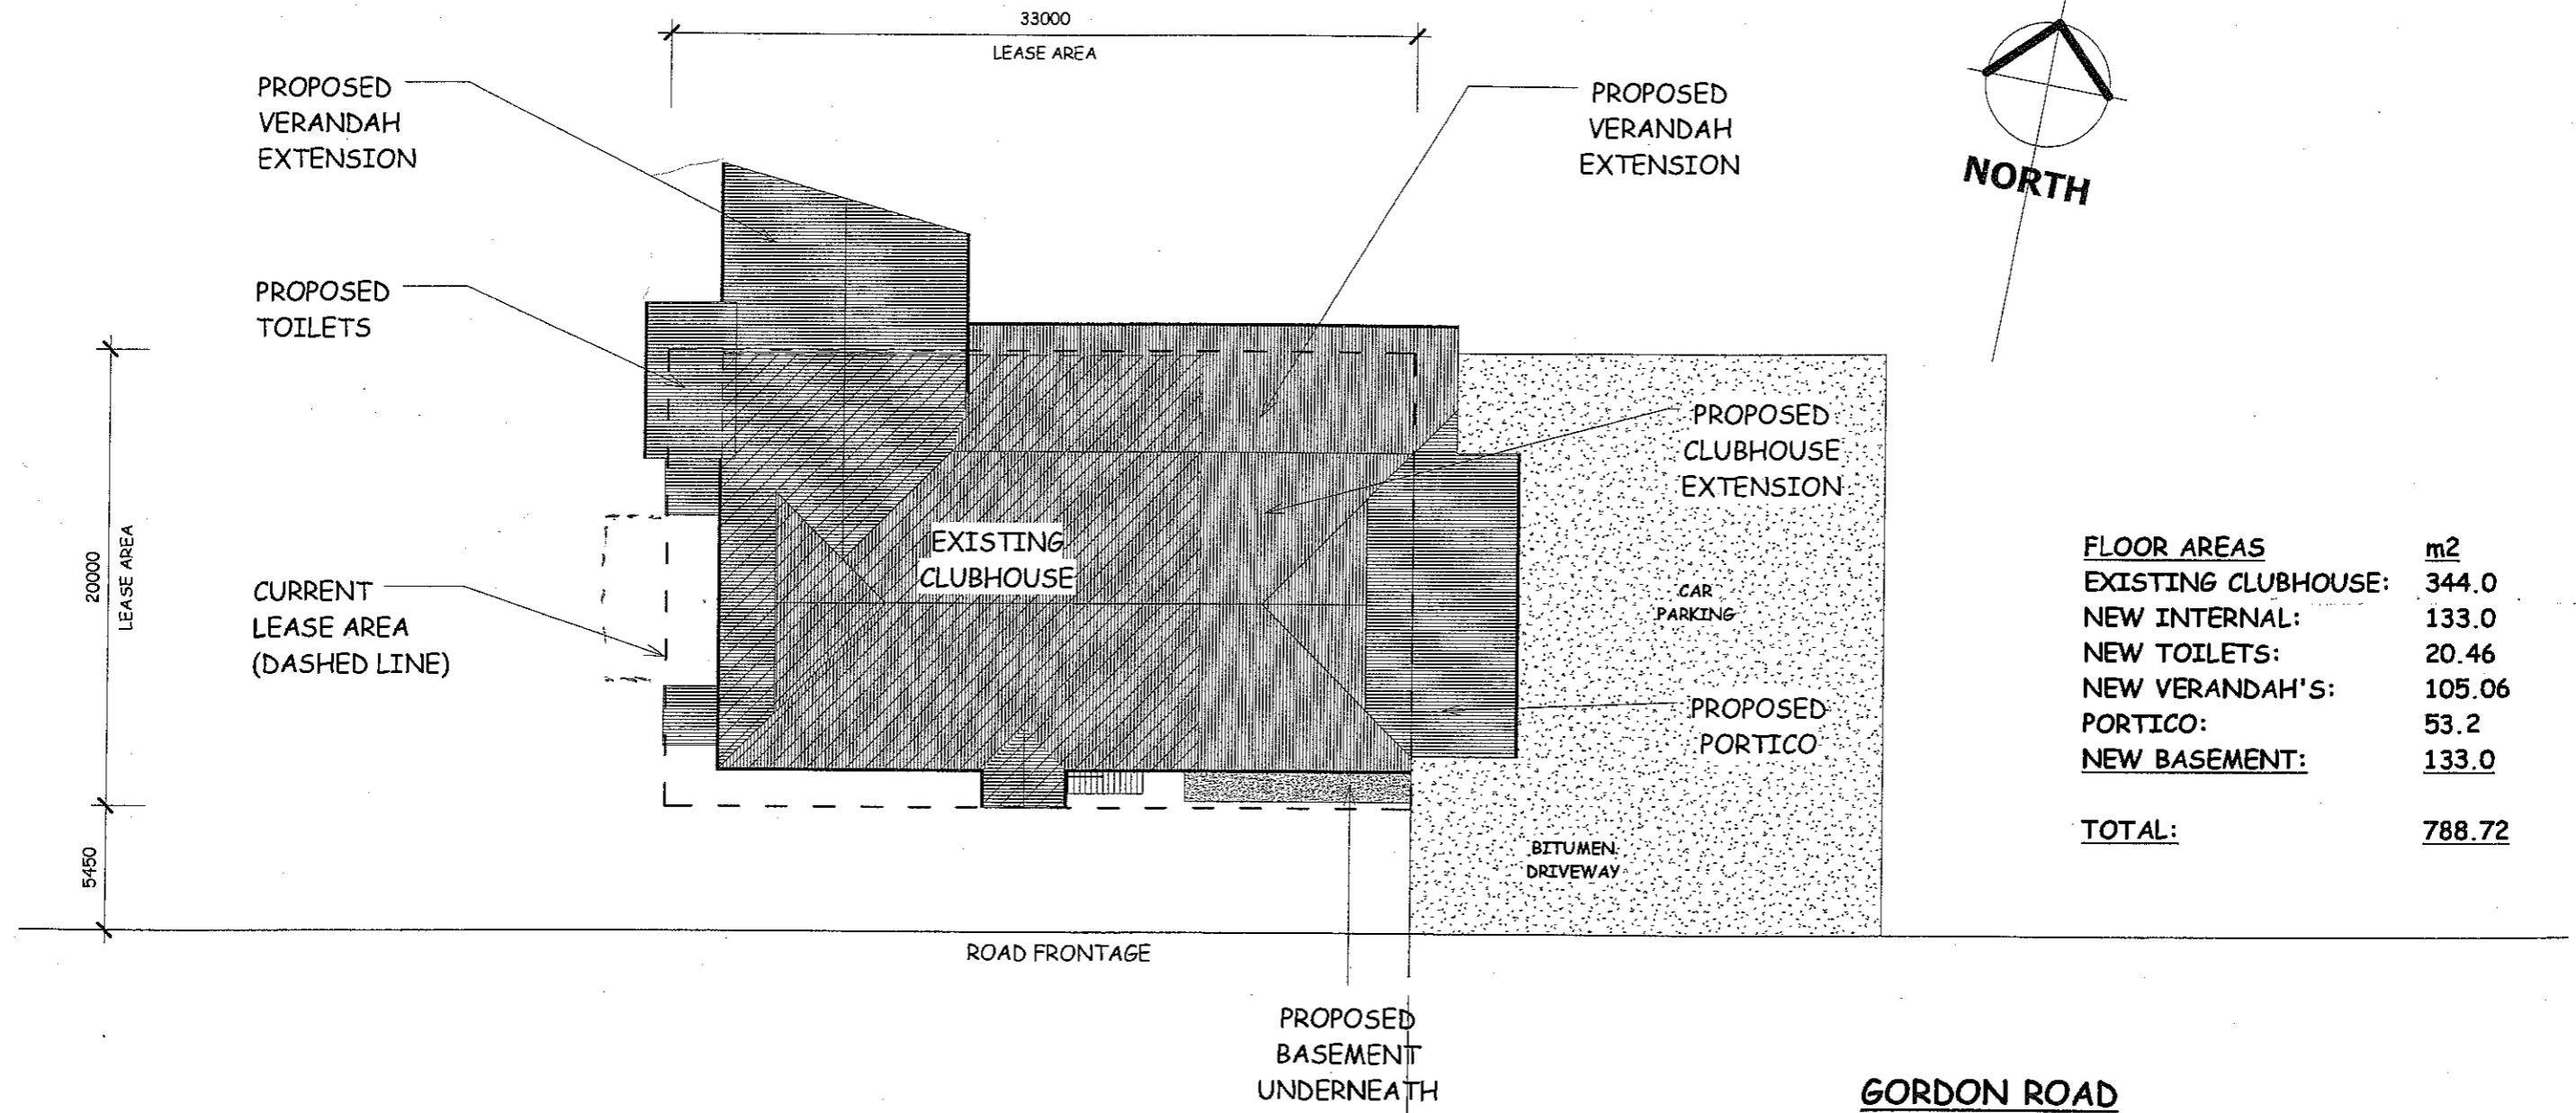 33000
LEASE AREA
PROPOSED
VERANDAH
EXTENSION
PROPOSED
VERANDAH
EXTENSION
NORTH
PROPOSED
TOILETS
PROPOSED
CLUBHOUSE
EXTENSION
20000
LEASE AREA
EXISTING
CLUBHOUSE
CURRENT
LEASE AREA
(DASHED LINE)
CAR
PARKING
PROPOSED
PORTICO
FLOOR AREAS m2
EXISTING CLUBHOUSE: 344.0
NEW INTERNAL: 133.0
NEW TOILETS: 20.46
NEW VERANDAH'S: 105.06
PORTICO: 53.2
NEW BASEMENT: 133.0
TOTAL: 788.72
5450
BITUMEN
DRIVEWAY
ROAD FRONTAGE
PROPOSED
BASEMENT
UNDERNEATH
GORDON ROAD